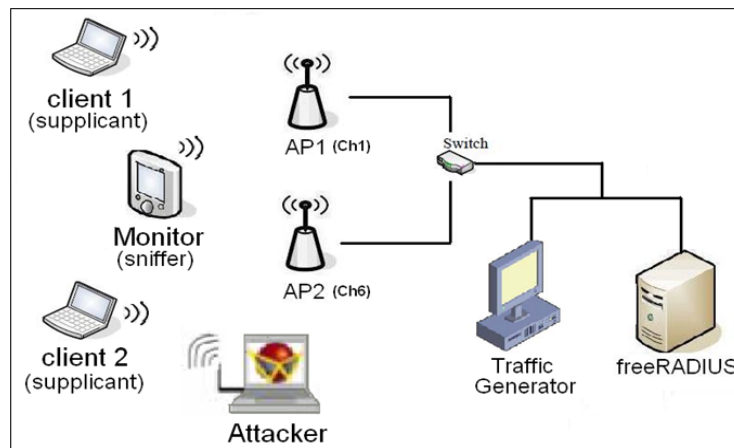 client 1
(supplicant)
AP1 (Ch1)
Switch
Monitor
(sniffer)
AP2 (Ch6)
client 2
(supplicant)
Traffic
Generator
freeRADIUS
Attacker